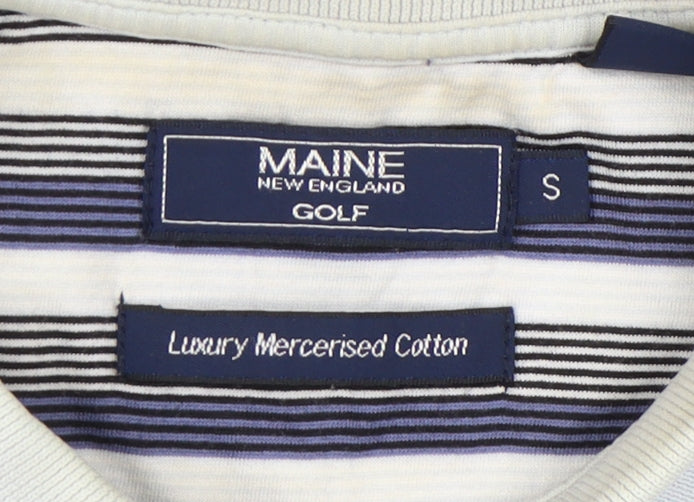 MAINE
NEW ENGLAND
GOLF
S
Luxury Mercerised Cotton